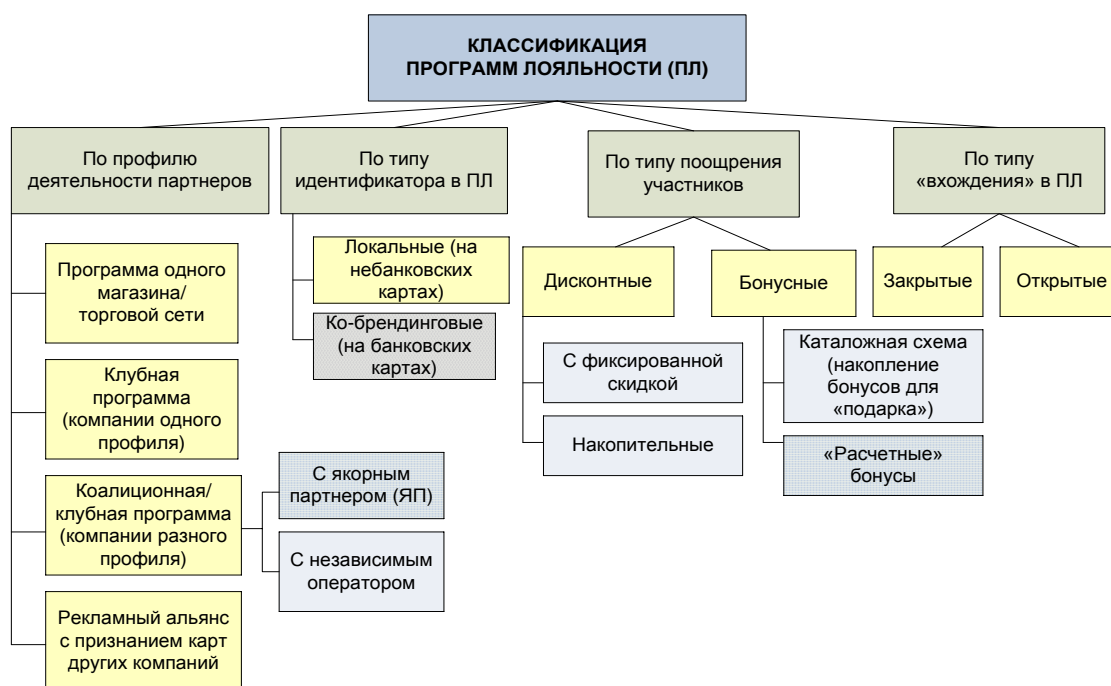 КЛАССИФИКАЦИЯ
ПРОГРАММ ЛОЯЛЬНОСТИ (ПЛ)
По профилю
деятельности партнеров
По типу
идентификатора в ПЛ
По типу поощрения
участников
По типу
«вхождения» в ПЛ
Программа одного
магазина/
торговой сети
Клубная
программа
(компании одного
профиля)
Коалиционная/
клубная программа
(компании разного
профиля)
Рекламный альянс
с признанием карт
других компаний
С якорным
партнером (ЯП)
С независимым
оператором
Локальные (на
небанковских
картах)
Ко-брендинговые
(на банковских
картах)
Дисконтные
С фиксированной
скидкой
Накопительные
Бонусные
Каталожная схема
(накопление
бонусов для
«подарка»)
«Расчетные»
бонусы
Закрытые
Открытые